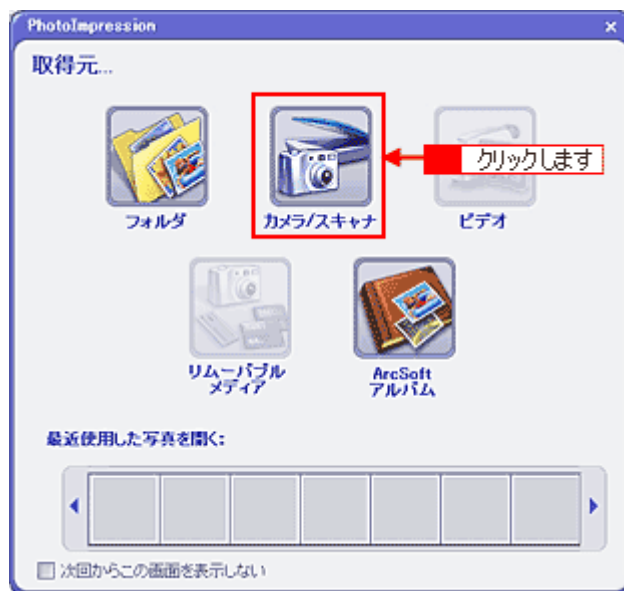 PhotoImpression
取得元...
クリックします
フォルダ
カメラ/スキャナ
ビデオ
リムーバブル
メディア
ArcSoft
アルバム
最近使用した写真を開く:
次回からこの画面を表示しない